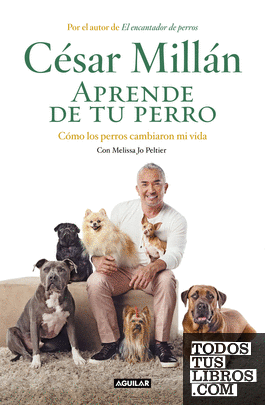 Por el autor de El encantador de perros
César Millán
APRENDE
DE TU PERRO
Cómo los perros cambiaron mi vida
Con Melissa Jo Peltier
AGUILAR
TODOS
TUS
LIBROS